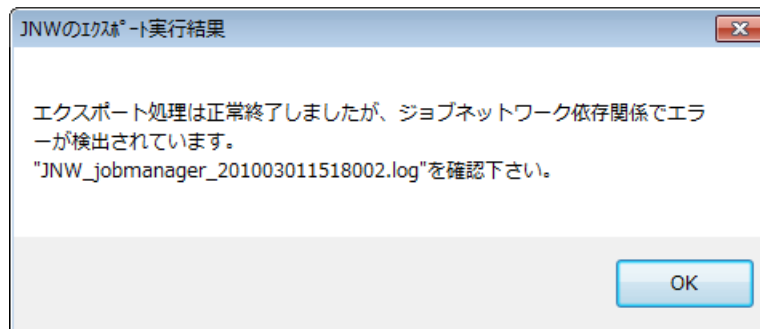 JNWのｴｸｽﾎﾟｰﾄ実行結果
エクスポート処理は正常終了しましたが、ジョブネットワーク依存関係でエラ
ーが検出されています。
"JNW_jobmanager_201003011518002.log"を確認下さい。
OK